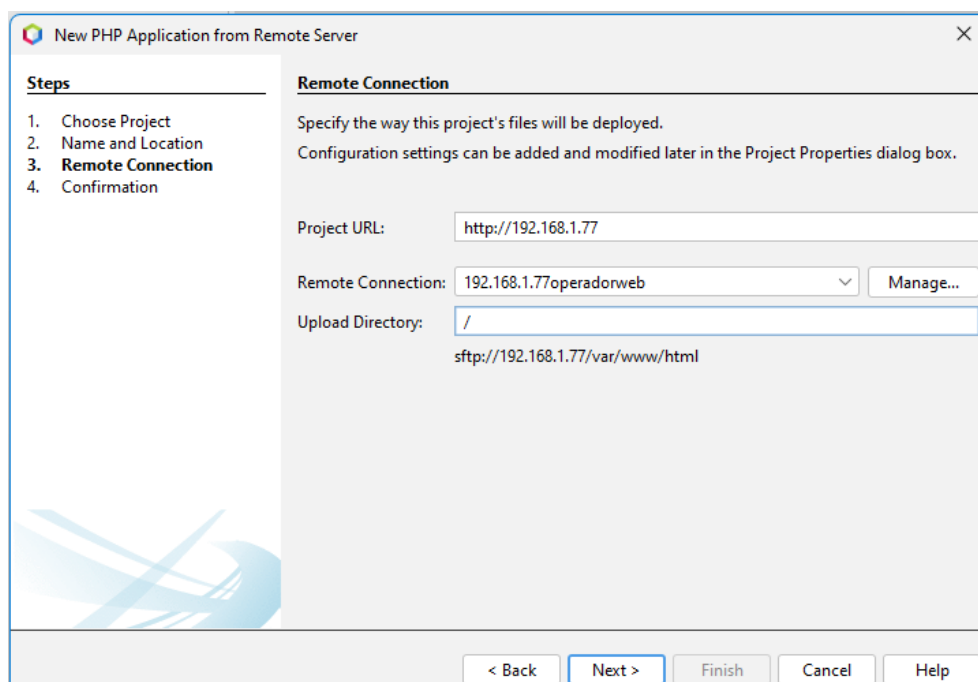 New PHP Application from Remote Server
Steps
1. Choose Project
2. Name and Location
3. Remote Connection
4. Confirmation
Remote Connection
Specify the way this project's files will be deployed.
Configuration settings can be added and modified later in the Project Properties dialog box.
Project URL: http://192.168.1.77
Remote Connection: 192.168.1.77operadorweb Manage...
Upload Directory: /
sftp://192.168.1.77/var/www/html
< Back Next > Finish Cancel Help